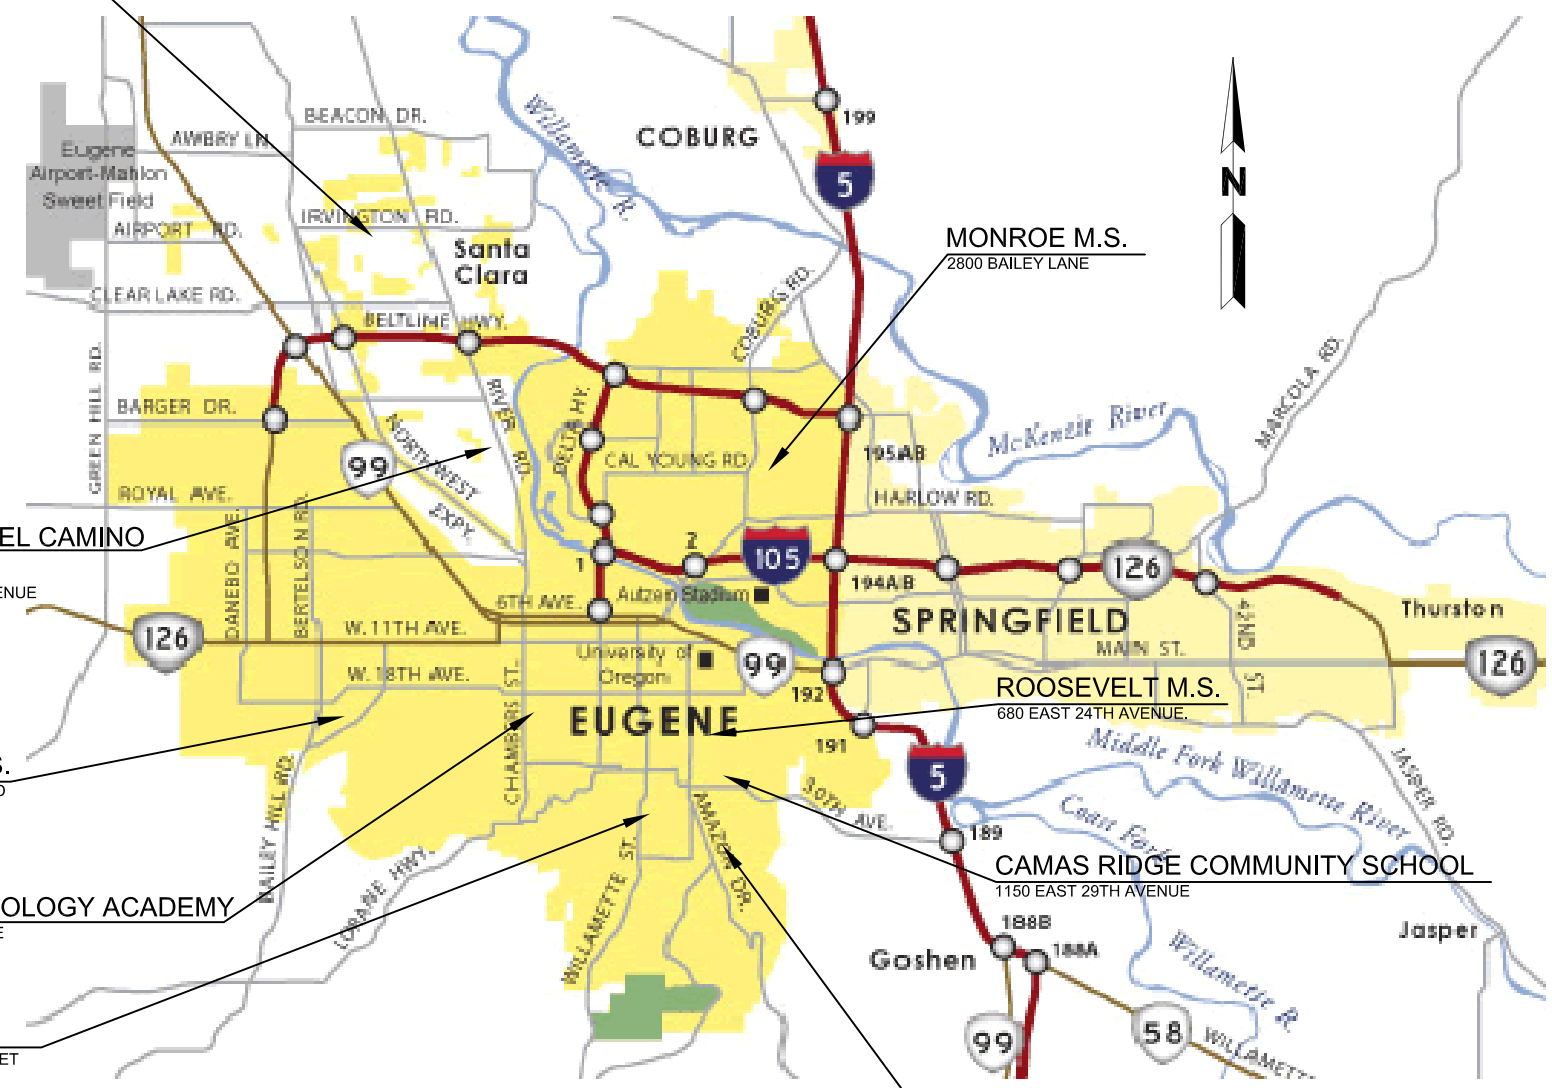 BEACON DR.
AWBRY LN.
Eugene
Airport-Mahlon
Sweet Field
AIRPORT RD.
IRVINGTON RD.
Santa
Clara
CLEAR LAKE RD.
BELTLINE HWY.
Willamette R.
COBURG
199
5
N
MONROE M.S.
2800 BAILEY LANE
COBURG RD.
GREEN HILL RD.
BARGER DR.
RIVER RD.
DELTA HY.
NORTHWEST
EXPY.
99
CAL YOUNG RD.
195AB
McKenzie River
MARCOLA RD.
ROYAL AVE.
HARLOW RD.
EL CAMINO
DANEBO AVE.
BERTELSON RD.
1
2
105
194A/B
126
ENUE
6TH AVE.
Autzen Stadium
SPRINGFIELD
42ND ST.
Thurston
126
W. 11TH AVE.
University of
Oregon
99
MAIN ST.
126
W. 18TH AVE.
192
ROOSEVELT M.S.
680 EAST 24TH AVENUE.
CHAMBERS ST.
EUGENE
191
5
S.
BAILEY HILL RD.
30TH AVE.
AMAZON DR.
189
Middle Fork Willamette River
Coast Fork
JASPER RD.
CAMAS RIDGE COMMUNITY SCHOOL
1150 EAST 29TH AVENUE
OLOGY ACADEMY
E
LORANE HWY.
WILLAMETTE ST.
188B
188A
Goshen
Jasper
Willamette R.
99
58
WILLAMETT
ET